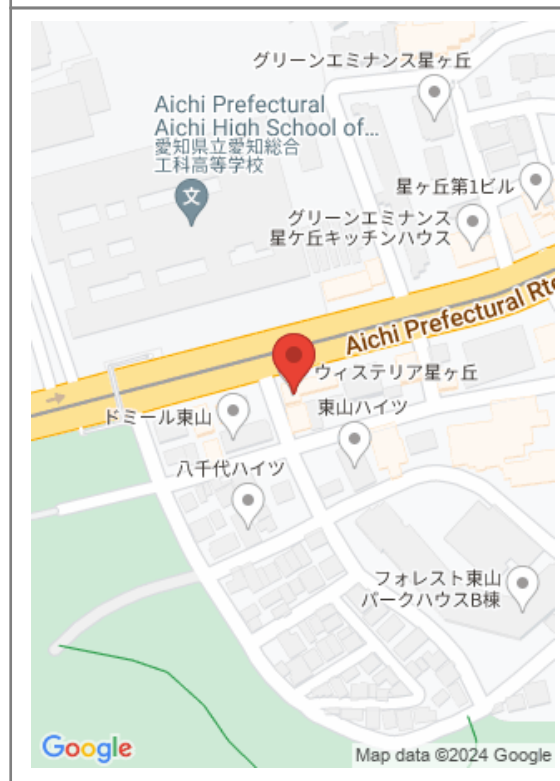 グリーンエミナンス星ヶ丘
Aichi Prefectural
Aichi High School of...
愛知県立愛知総合
工科高等学校
文
星ヶ丘第1ビル
グリーンエミナンス
星ケ丘キッチンハウス
Aichi Prefectural Rte
ウィステリア星ヶ丘
東山ハイツ
ドミール東山
八千代ハイツ
フォレスト東山
パークハウスB棟
Google
Map data ©2024 Google